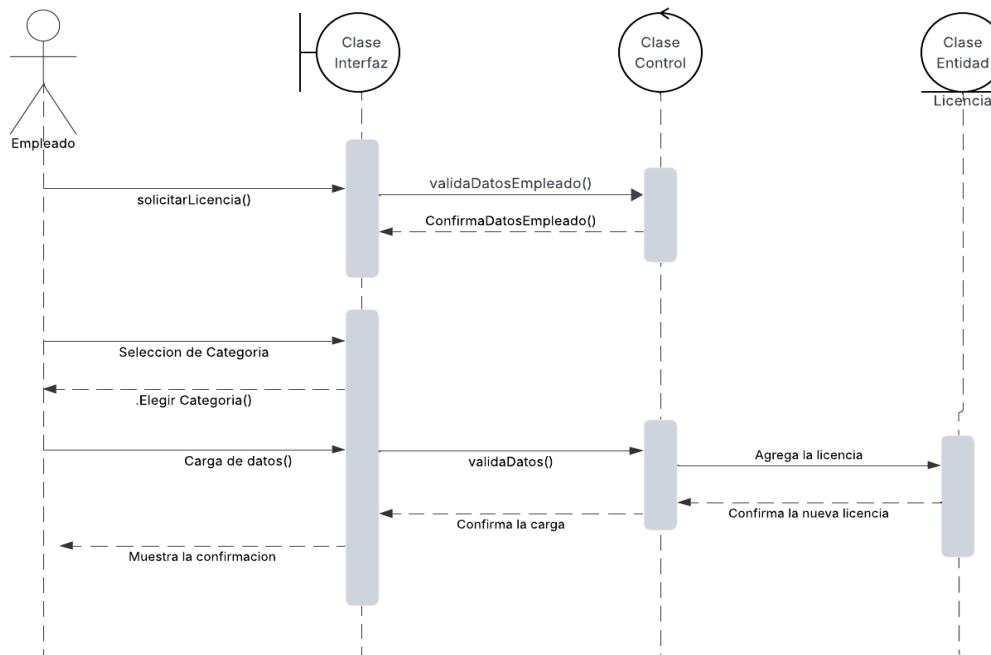 Clase
Interfaz
Clase
Control
Clase
Entidad
Licencia
Empleado
solicitarLicencia()
validaDatosEmpleado()
ConfirmaDatosEmpleado()
Seleccion de Categoria
.Elegir Categoria()
Carga de datos()
validaDatos()
Agrega la licencia
Confirma la nueva licencia
Confirma la carga
Muestra la confirmacion